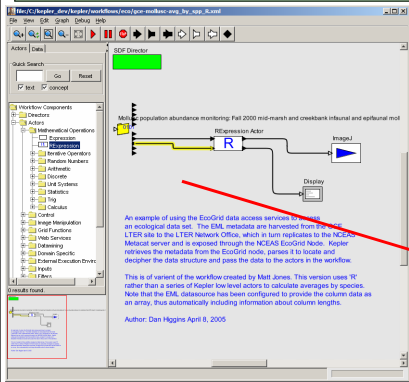 file:/C:/kepler_dev/kepler/workflows/eco/gce-mollusc-avg_by_spp_R.xml
File View Edit Graph Debug Help
Actors Data
Quick Search
Go Reset
text concept
Workflow Components
Directors
Actors
Mathematical Operations
Expression
RExpression
Iterative Operators
Random Numbers
Arithmetic
Discrete
Unit Systems
Statistics
Trig
Calculus
Control
Image Manipulation
Grid Functions
Web Services
Datamining
Domain Specific
External Execution Enviro
Inputs
Filters
0 results found.
SDF Director
Mollusc population abundance monitoring: Fall 2000 mid-marsh and creekbank infaunal and epifaunal moll
RExpression Actor
R
ImageJ
Display
An example of using the EcoGrid data access services to access
an ecological data set. The EML metadata are harvested from the GCE
LTER site to the LTER Network Office, which in turn replicates to the NCEAS
Metacat server and is exposed through the NCEAS EcoGrid Node. Kepler
retrieves the metadata from the EcoGrid node, parses it to locate and
decipher the data structure and pass the data to the actors in the workflow.
This is of varient of the workflow created by Matt Jones. This version uses 'R'
rather than a series of Kepler low level actors to calculate averages by species.
Note that the EML datasource has been configured to provide the column data as
an array, thus automatically including information about column lengths.
Author: Dan Higgins April 8, 2005